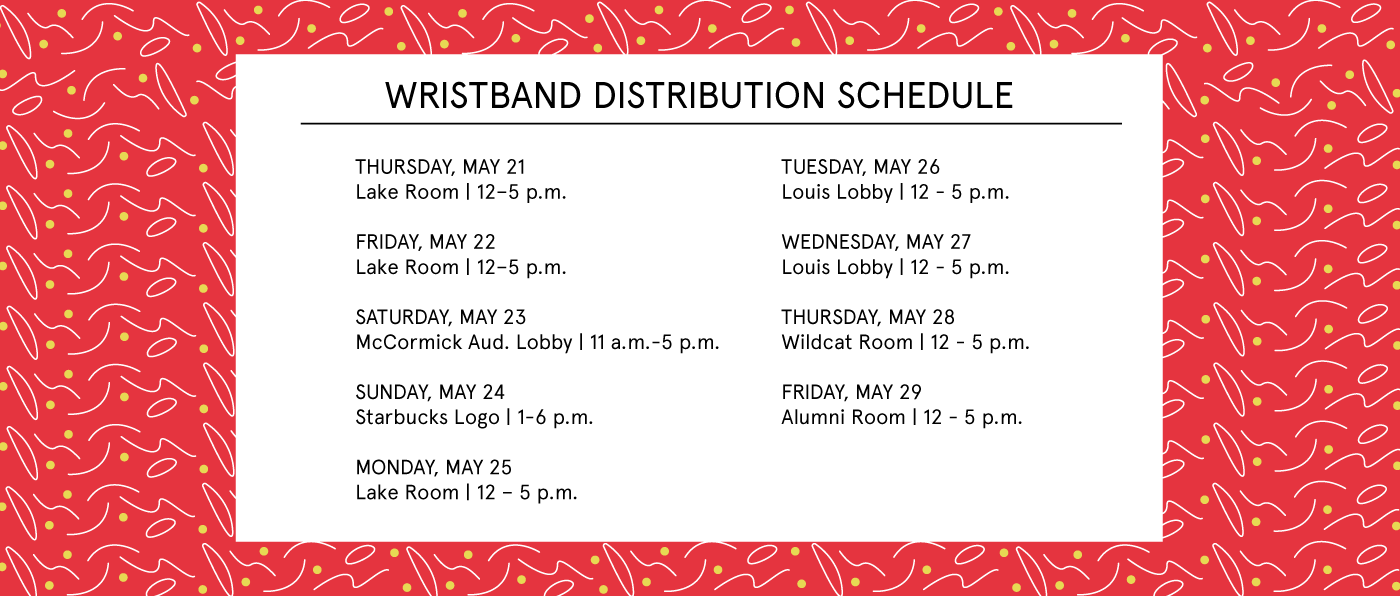 WRISTBAND DISTRIBUTION SCHEDULE
THURSDAY, MAY 21
Lake Room | 12–5 p.m.
FRIDAY, MAY 22
Lake Room | 12–5 p.m.
SATURDAY, MAY 23
McCormick Aud. Lobby | 11 a.m.-5 p.m.
SUNDAY, MAY 24
Starbucks Logo | 1-6 p.m.
MONDAY, MAY 25
Lake Room | 12 – 5 p.m.
TUESDAY, MAY 26
Louis Lobby | 12 - 5 p.m.
WEDNESDAY, MAY 27
Louis Lobby | 12 - 5 p.m.
THURSDAY, MAY 28
Wildcat Room | 12 - 5 p.m.
FRIDAY, MAY 29
Alumni Room | 12 - 5 p.m.